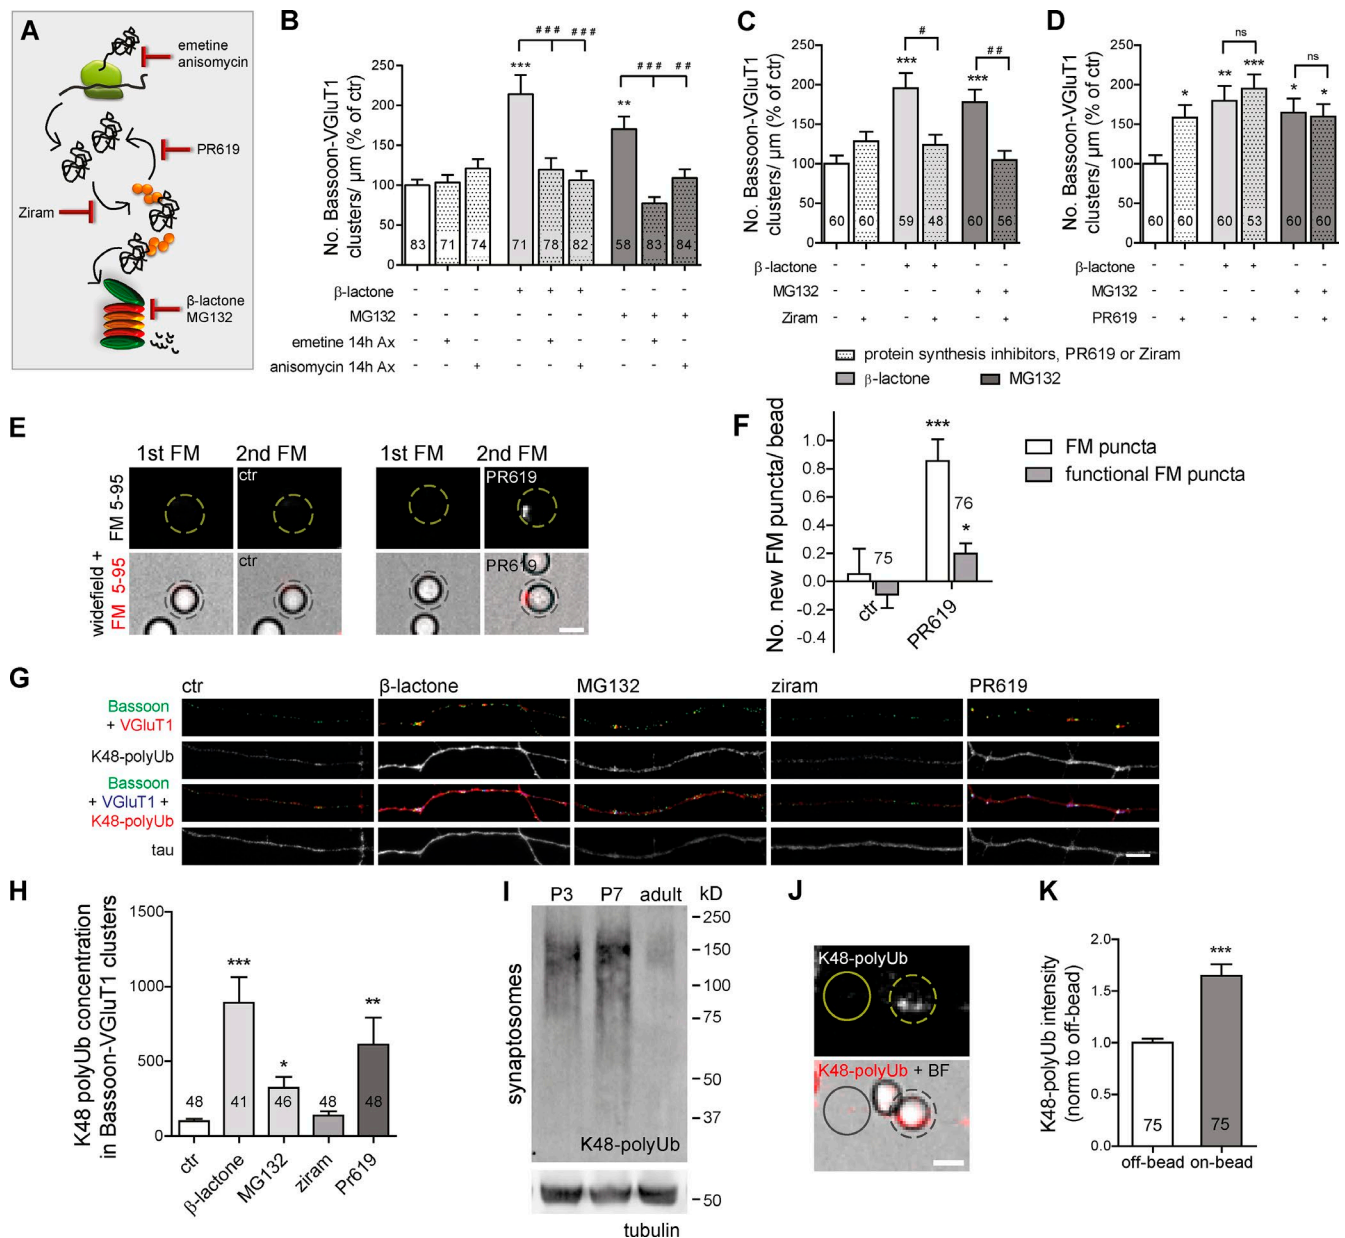 A
emetine
anisomycin
PR619
Ziram
β-lactone
MG132
B
No. Bassoon-VGluT1
clusters/ µm (% of ctr)
250
200
150
100
50
0
***
**
###
###
###
##
83
71
74
71
78
82
58
83
84
β-lactone
- - - + + + - - -
MG132
- - - - - - + + +
emetine 14h Ax
- + - - + - - + -
anisomycin 14h Ax
- - + - - + - - +
C
No. Bassoon-VGluT1
clusters/ µm (% of ctr)
250
200
150
100
50
0
***
#
***
##
60
60
59
48
60
56
β-lactone
- - + + - -
MG132
- - - - + +
Ziram
- + - + - +
D
No. Bassoon-VGluT1
clusters/ µm (% of ctr)
250
200
150
100
50
0
*
**
***
ns
*
*
ns
60
60
60
53
60
60
β-lactone
- - + + - -
MG132
- - - - + +
PR619
- + - + - +
protein synthesis inhibitors, PR619 or Ziram
β-lactone
MG132
E
1st FM
2nd FM
1st FM
2nd FM
FM 5-95
ctr
PR619
widefield +
FM 5-95
ctr
PR619
F
No. new FM puncta/ bead
1.0
0.8
0.6
0.4
0.2
0.0
-0.2
-0.4
75
***
76
*
ctr
PR619
FM puncta
functional FM puncta
G
ctr
β-lactone
MG132
ziram
PR619
Bassoon
+ VGluT1
K48-polyUb
Bassoon
+ VGluT1 +
K48-polyUb
tau
H
K48 polyUb concentration
in Bassoon-VGluT1 clusters
1500
1000
500
0
***
*
**
48
41
46
48
48
ctr
β-lactone
MG132
ziram
Pr619
I
P3
P7
adult
kD
synaptosomes
250
150
100
75
50
37
K48-polyUb
50
tubulin
J
K48-polyUb
K48-polyUb + BF
K
K48-polyUb intensity
(norm to off-bead)
2.0
1.5
1.0
0.5
0.0
***
75
75
off-bead
on-bead